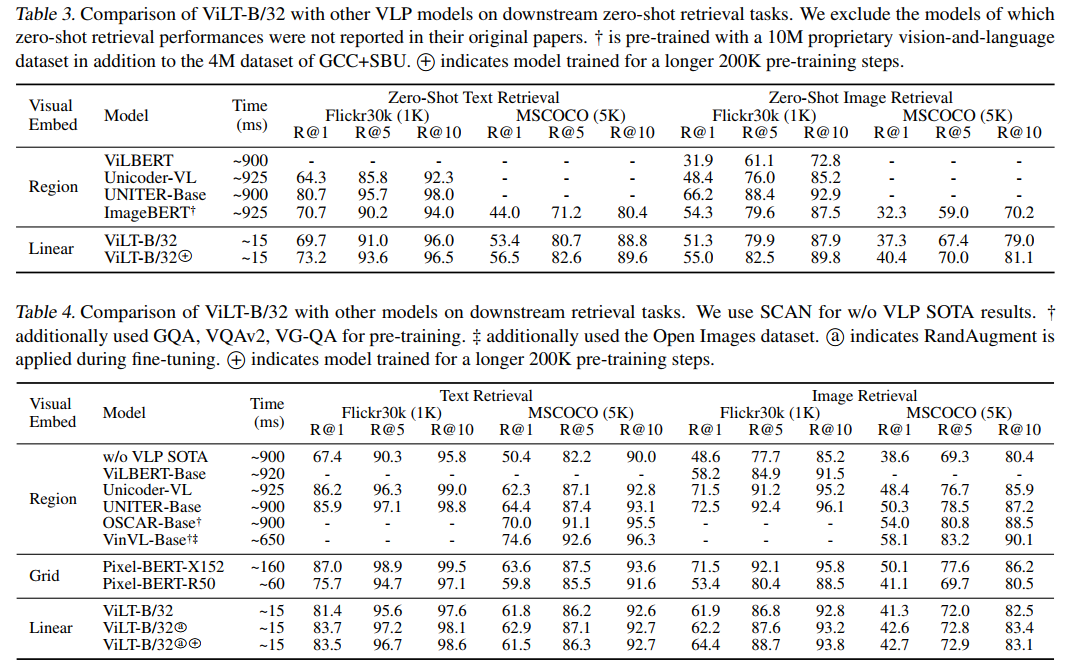 Table 3. Comparison of ViLT-B/32 with other VLP models on downstream zero-shot retrieval tasks. We exclude the models of which
zero-shot retrieval performances were not reported in their original papers. † is pre-trained with a 10M proprietary vision-and-language
dataset in addition to the 4M dataset of GCC+SBU. ⊕ indicates model trained for a longer 200K pre-training steps.
Visual Embed Model Time (ms) Zero-Shot Text Retrieval Zero-Shot Image Retrieval
Flickr30k (1K) MSCOCO (5K) Flickr30k (1K) MSCOCO (5K)
R@1 R@5 R@10 R@1 R@5 R@10 R@1 R@5 R@10 R@1 R@5 R@10
Region
ViLBERT ~900 - - - - - - 31.9 61.1 72.8 - - -
Unicoder-VL ~925 64.3 85.8 92.3 - - - 48.4 76.0 85.2 - - -
UNITER-Base ~900 80.7 95.7 98.0 - - - 66.2 88.4 92.9 - - -
ImageBERT† ~925 70.7 90.2 94.0 44.0 71.2 80.4 54.3 79.6 87.5 32.3 59.0 70.2
Linear
ViLT-B/32 ~15 69.7 91.0 96.0 53.4 80.7 88.8 51.3 79.9 87.9 37.3 67.4 79.0
ViLT-B/32⊕ ~15 73.2 93.6 96.5 56.5 82.6 89.6 55.0 82.5 89.8 40.4 70.0 81.1
Table 4. Comparison of ViLT-B/32 with other models on downstream retrieval tasks. We use SCAN for w/o VLP SOTA results. †
additionally used GQA, VQAv2, VG-QA for pre-training. ‡ additionally used the Open Images dataset. ⓐ indicates RandAugment is
applied during fine-tuning. ⊕ indicates model trained for a longer 200K pre-training steps.
Visual Embed Model Time (ms) Text Retrieval Image Retrieval
Flickr30k (1K) MSCOCO (5K) Flickr30k (1K) MSCOCO (5K)
R@1 R@5 R@10 R@1 R@5 R@10 R@1 R@5 R@10 R@1 R@5 R@10
Region
w/o VLP SOTA ~900 67.4 90.3 95.8 50.4 82.2 90.0 48.6 77.7 85.2 38.6 69.3 80.4
ViLBERT-Base ~920 - - - - - - 58.2 84.9 91.5 - - -
Unicoder-VL ~925 86.2 96.3 99.0 62.3 87.1 92.8 71.5 91.2 95.2 48.4 76.7 85.9
UNITER-Base ~900 85.9 97.1 98.8 64.4 87.4 93.1 72.5 92.4 96.1 50.3 78.5 87.2
OSCAR-Base† ~900 - - - 70.0 91.1 95.5 - - - 54.0 80.8 88.5
VinVL-Base†‡ ~650 - - - 74.6 92.6 96.3 - - - 58.1 83.2 90.1
Grid
Pixel-BERT-X152 ~160 87.0 98.9 99.5 63.6 87.5 93.6 71.5 92.1 95.8 50.1 77.6 86.2
Pixel-BERT-R50 ~60 75.7 94.7 97.1 59.8 85.5 91.6 53.4 80.4 88.5 41.1 69.7 80.5
Linear
ViLT-B/32 ~15 81.4 95.6 97.6 61.8 86.2 92.6 61.9 86.8 92.8 41.3 72.0 82.5
ViLT-B/32ⓐ ~15 83.7 97.2 98.1 62.9 87.1 92.7 62.2 87.6 93.2 42.6 72.8 83.4
ViLT-B/32ⓐ⊕ ~15 83.5 96.7 98.6 61.5 86.3 92.7 64.4 88.7 93.8 42.7 72.9 83.1